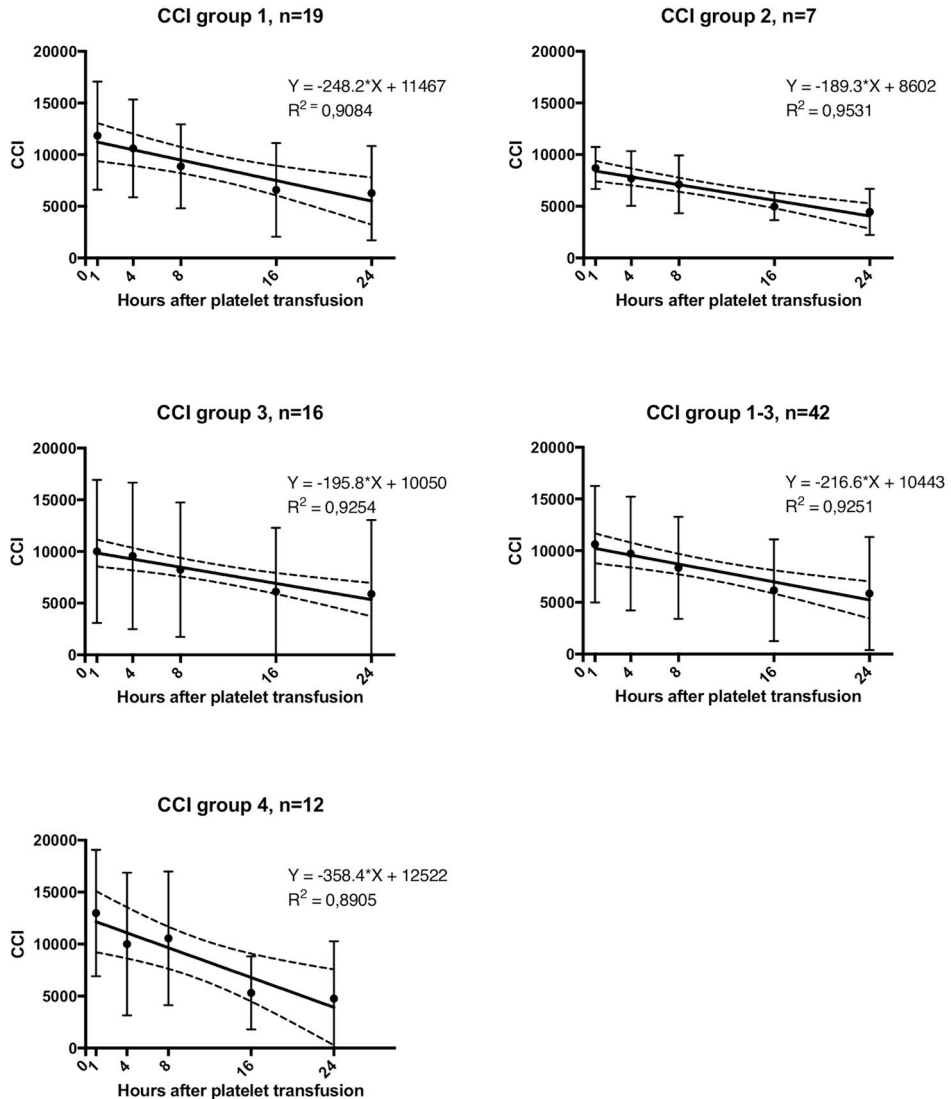 CCI group 1, n=19
20000
15000
10000
5000
0
CCI
Y = -248.2*X + 11467
R² = 0,9084
0 1 4 8 16 24
Hours after platelet transfusion
CCI group 2, n=7
20000
15000
10000
5000
0
CCI
Y = -189.3*X + 8602
R² = 0,9531
0 1 4 8 16 24
Hours after platelet transfusion
CCI group 3, n=16
20000
15000
10000
5000
0
CCI
Y = -195.8*X + 10050
R² = 0,9254
0 1 4 8 16 24
Hours after platelet transfusion
CCI group 1-3, n=42
20000
15000
10000
5000
0
CCI
Y = -216.6*X + 10443
R² = 0,9251
0 1 4 8 16 24
Hours after platelet transfusion
CCI group 4, n=12
20000
15000
10000
5000
0
CCI
Y = -358.4*X + 12522
R² = 0,8905
0 1 4 8 16 24
Hours after platelet transfusion